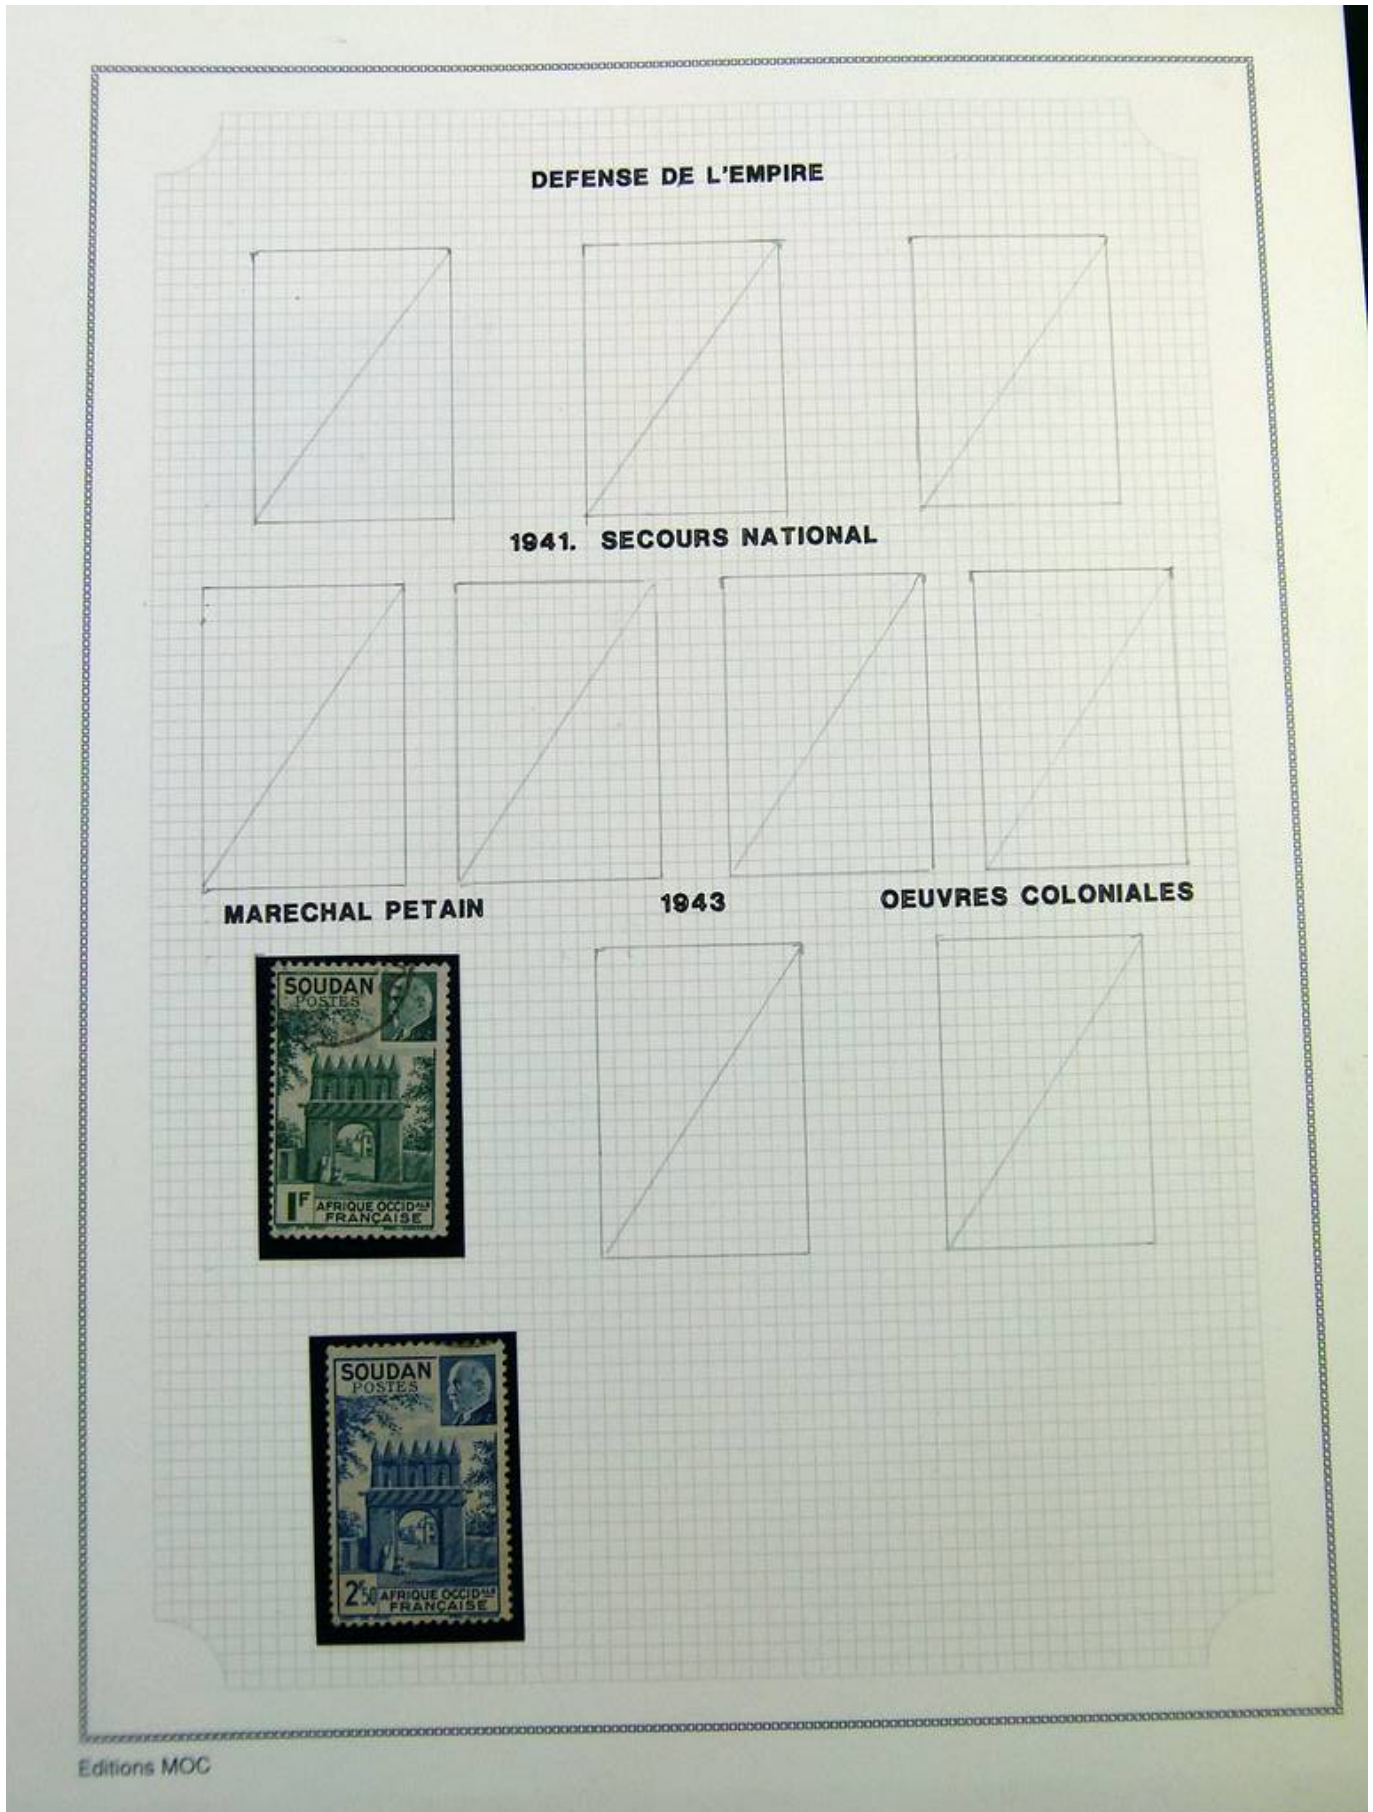 DEFENSE DE L'EMPIRE
1941. SECOURS NATIONAL
MARECHAL PETAIN 1943 OEUVRES COLONIALES
SOUDAN
POSTES
1F AFRIQUE OCCIDALE
FRANÇAISE
SOUDAN
POSTES
2F50 AFRIQUE OCCIDALE
FRANÇAISE
Editions MOC